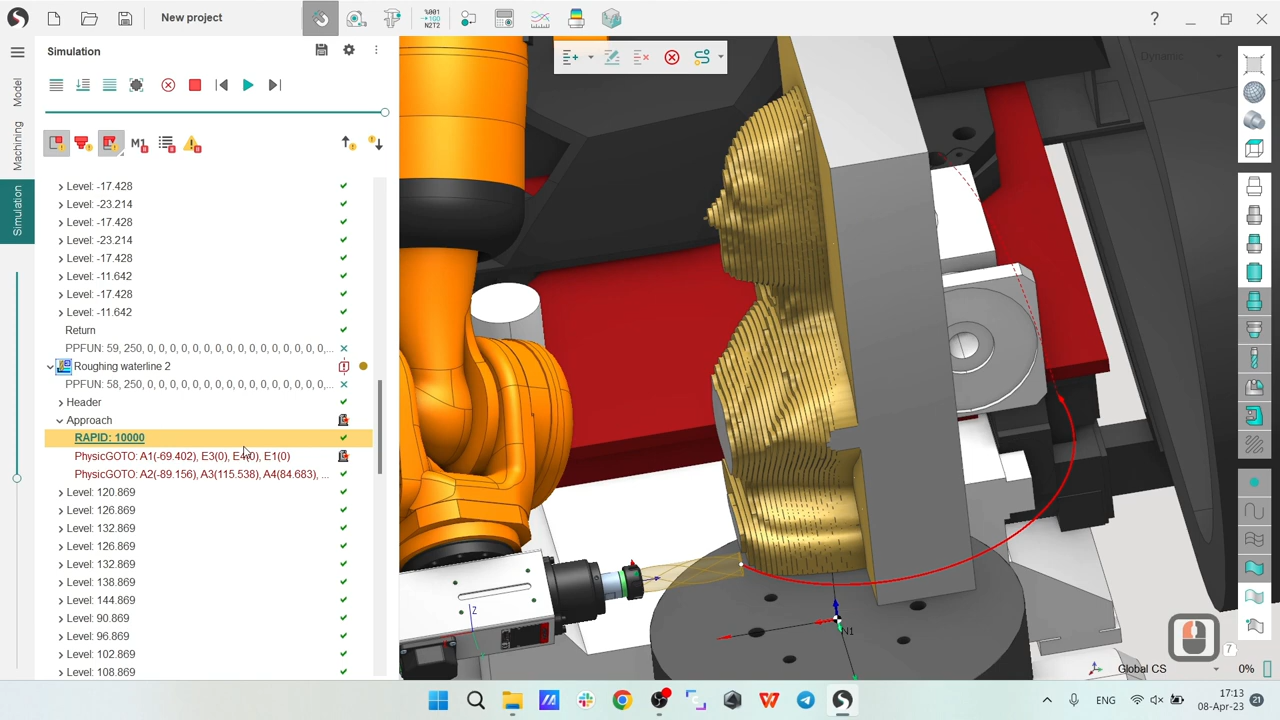 New project
%001
→100
N2T2
?
Simulation
Dynamic
Model
Machining
Simulation
M1
Level: -17.428
Level: -23.214
Level: -17.428
Level: -23.214
Level: -17.428
Level: -11.642
Level: -17.428
Level: -11.642
Return
PPFUN: 59, 250, 0, 0, 0, 0, 0, 0, 0, 0, 0, 0, 0, 0, 0, 0,...
Roughing waterline 2
PPFUN: 58, 250, 0, 0, 0, 0, 0, 0, 0, 0, 0, 0, 0, 0, 0, 0,...
Header
Approach
RAPID: 10000
PhysicGOTO: A1(-69.402), E3(0), E4(0), E1(0)
PhysicGOTO: A2(-89.156), A3(115.538), A4(84.683), ...
Level: 120.869
Level: 126.869
Level: 132.869
Level: 126.869
Level: 132.869
Level: 138.869
Level: 144.869
Level: 90.869
Level: 96.869
Level: 102.869
Level: 108.869
Z
N1
7
Global CS
0%
ENG
17:13
08-Apr-23
21